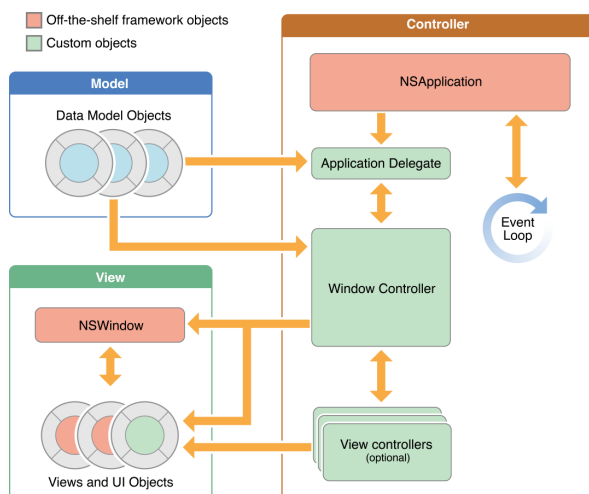 Off-the-shelf framework objects
Custom objects
Controller
Model
NSApplication
Data Model Objects
Application Delegate
Event
Loop
View
Window Controller
NSWindow
View controllers
(optional)
Views and UI Objects